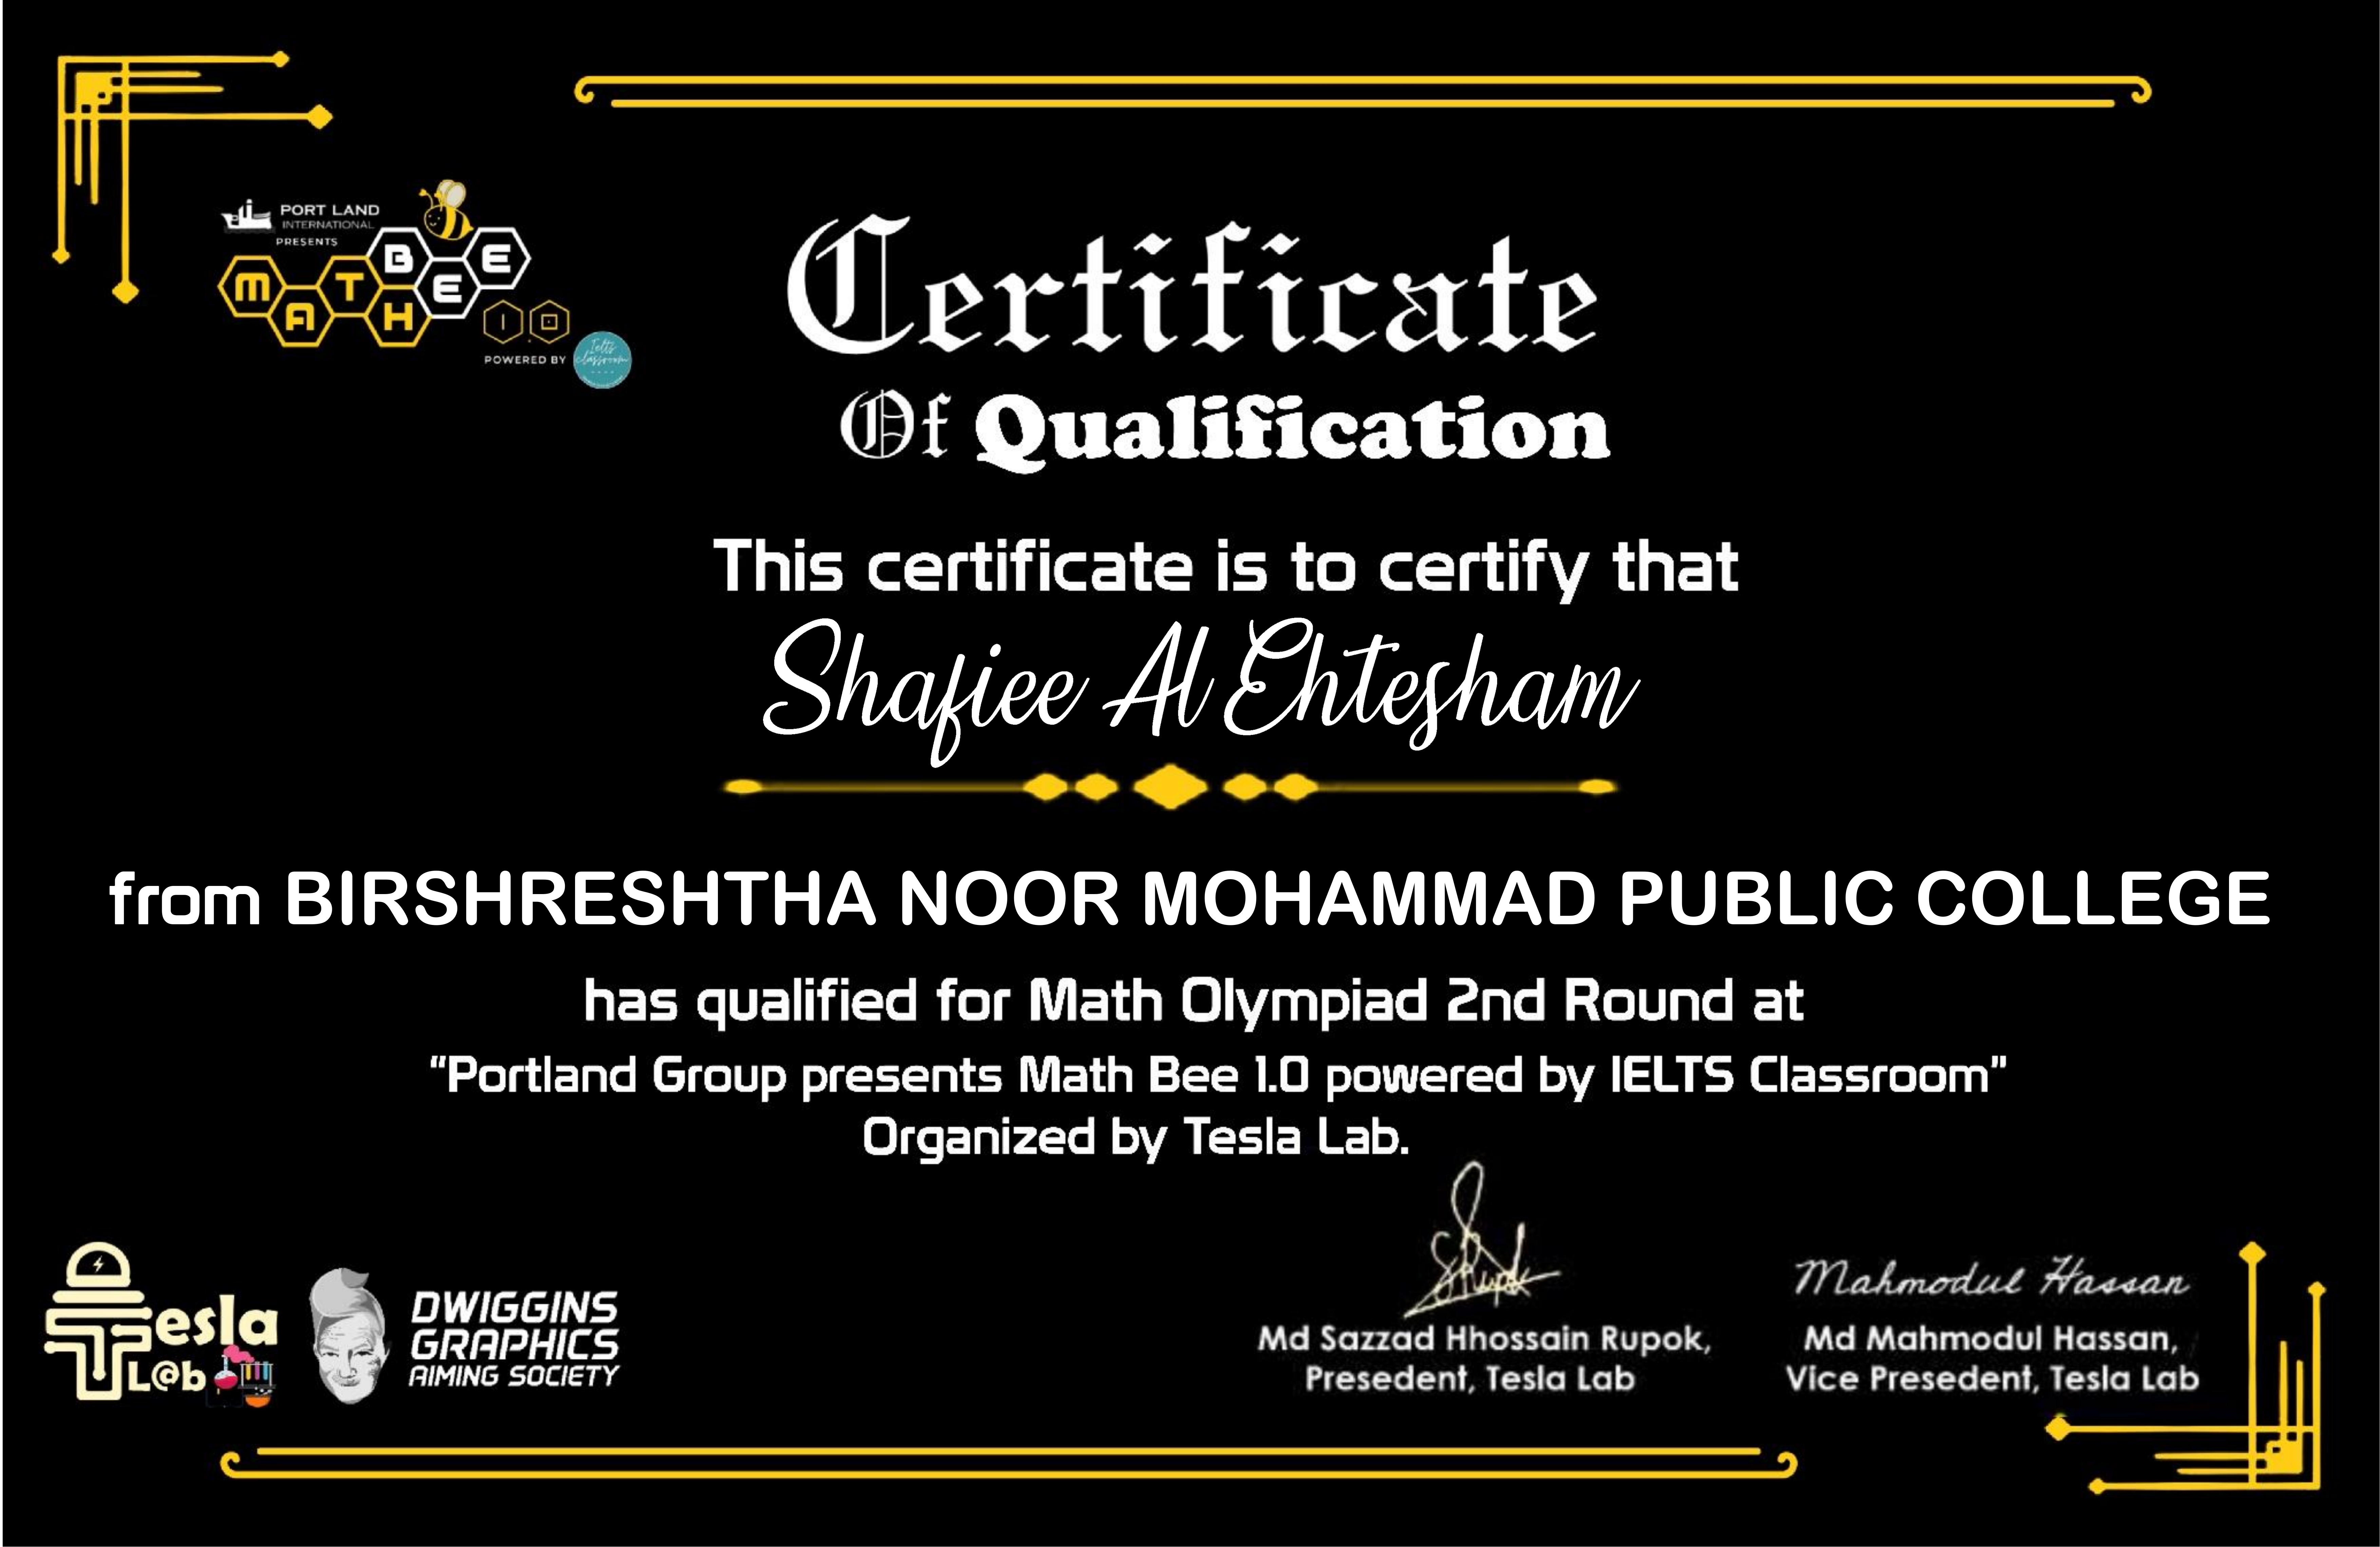 PORT LAND
INTERNATIONAL
PRESENTS
MATH BEE
1.0
POWERED BY
Ielts
classroom
Certificate
Of Qualification
This certificate is to certify that
Shafiee Al Ehtesham
from BIRSHRESHTHA NOOR MOHAMMAD PUBLIC COLLEGE
has qualified for Math Olympiad 2nd Round at
“Portland Group presents Math Bee 1.0 powered by IELTS Classroom”
Organized by Tesla Lab.
Tesla
L@b
DWIGGINS
GRAPHICS
AIMING SOCIETY
Md Sazzad Hhossain Rupok,
Presedent, Tesla Lab
Mahmodul Hassan
Md Mahmodul Hassan,
Vice Presedent, Tesla Lab